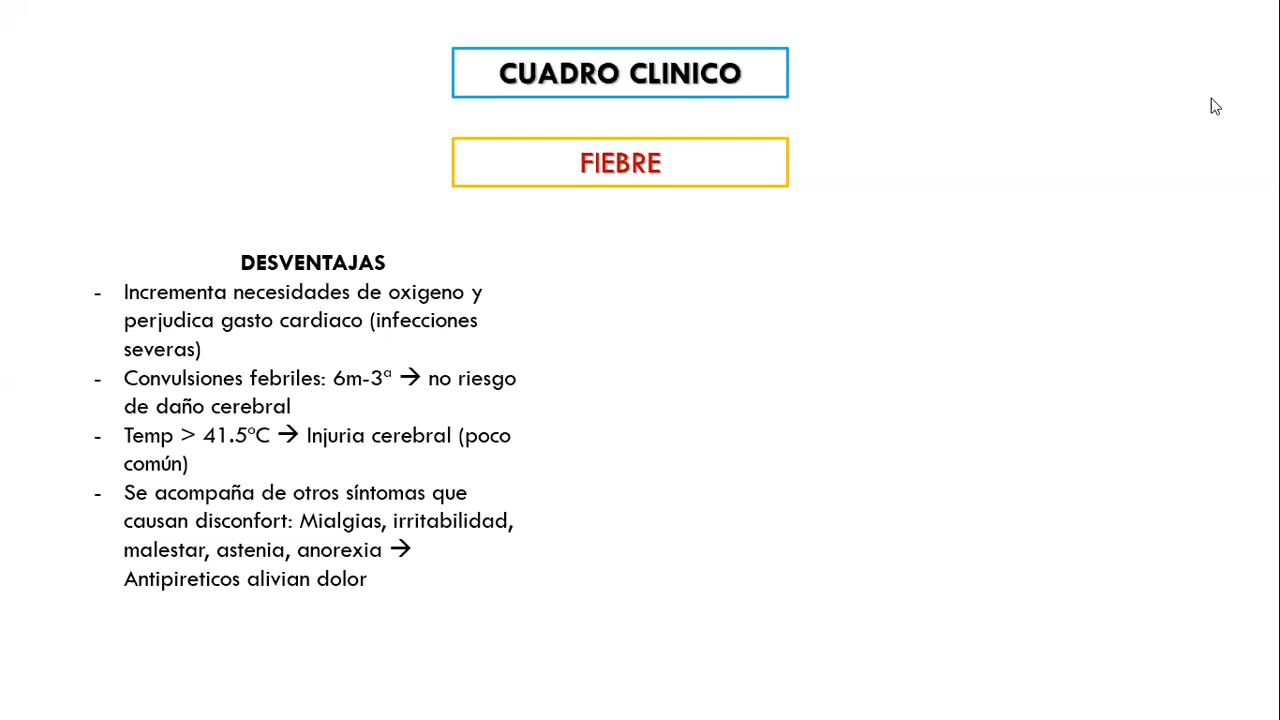 CUADRO CLINICO
FIEBRE
DESVENTAJAS
- Incrementa necesidades de oxigeno y
perjudica gasto cardiaco (infecciones
severas)
- Convulsiones febriles: 6m-3ª → no riesgo
de daño cerebral
- Temp > 41.5ºC → Injuria cerebral (poco
común)
- Se acompaña de otros síntomas que
causan disconfort: Mialgias, irritabilidad,
malestar, astenia, anorexia →
Antipireticos alivian dolor